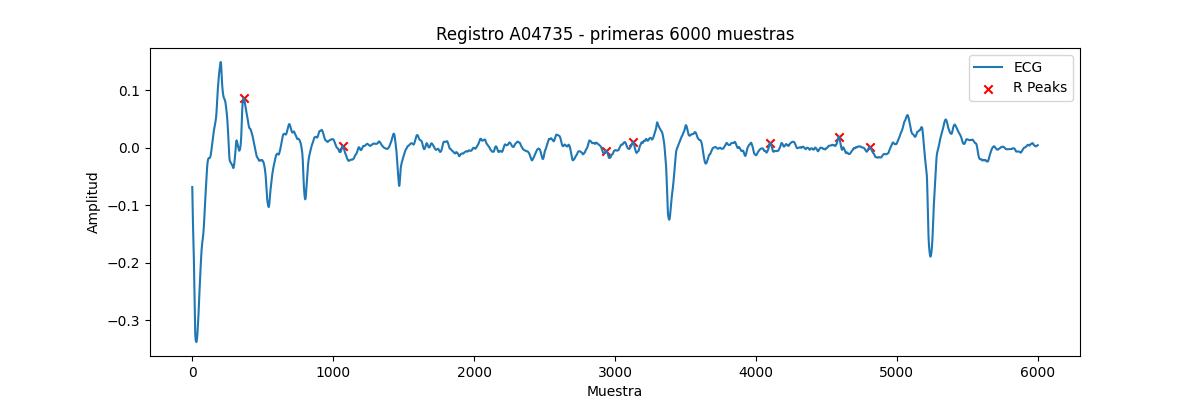 Registro A04735 - primeras 6000 muestras
ECG
R Peaks
0.1
0.0
−0.1
−0.2
−0.3
Amplitud
0 1000 2000 3000 4000 5000 6000
Muestra